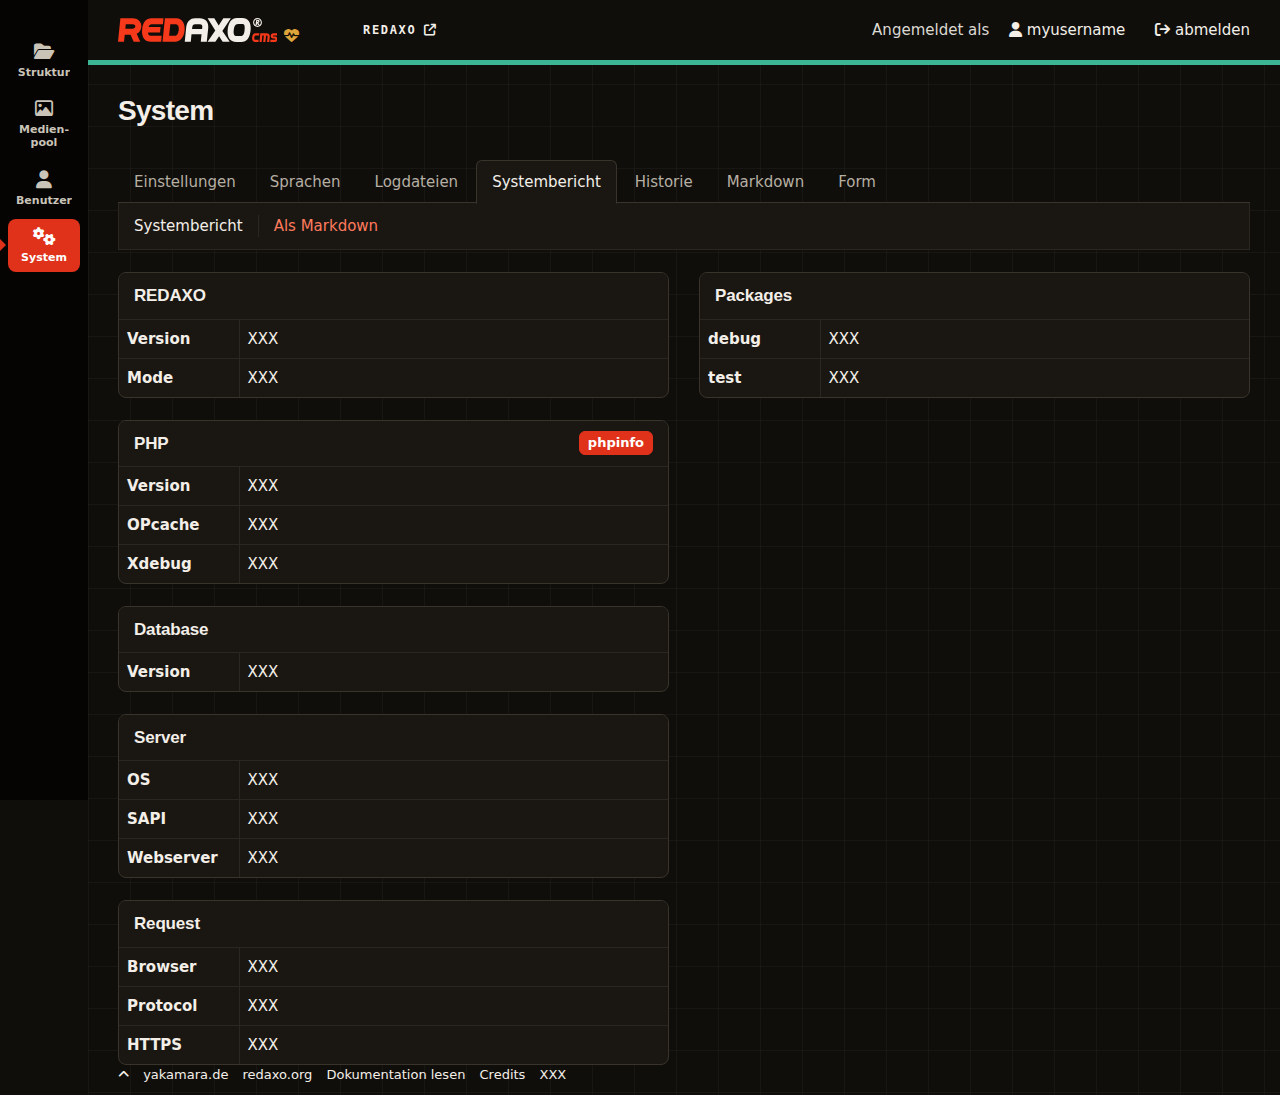 REDAXO® cms
REDAXO
Angemeldet als myusername abmelden
Struktur
Medien-
pool
Benutzer
System
System
Einstellungen Sprachen Logdateien Systembericht Historie Markdown Form
Systembericht Als Markdown
REDAXO
Version XXX
Mode XXX
Packages
debug XXX
test XXX
PHP phpinfo
Version XXX
OPcache XXX
Xdebug XXX
Database
Version XXX
Server
OS XXX
SAPI XXX
Webserver XXX
Request
Browser XXX
Protocol XXX
HTTPS XXX
yakamara.de redaxo.org Dokumentation lesen Credits XXX